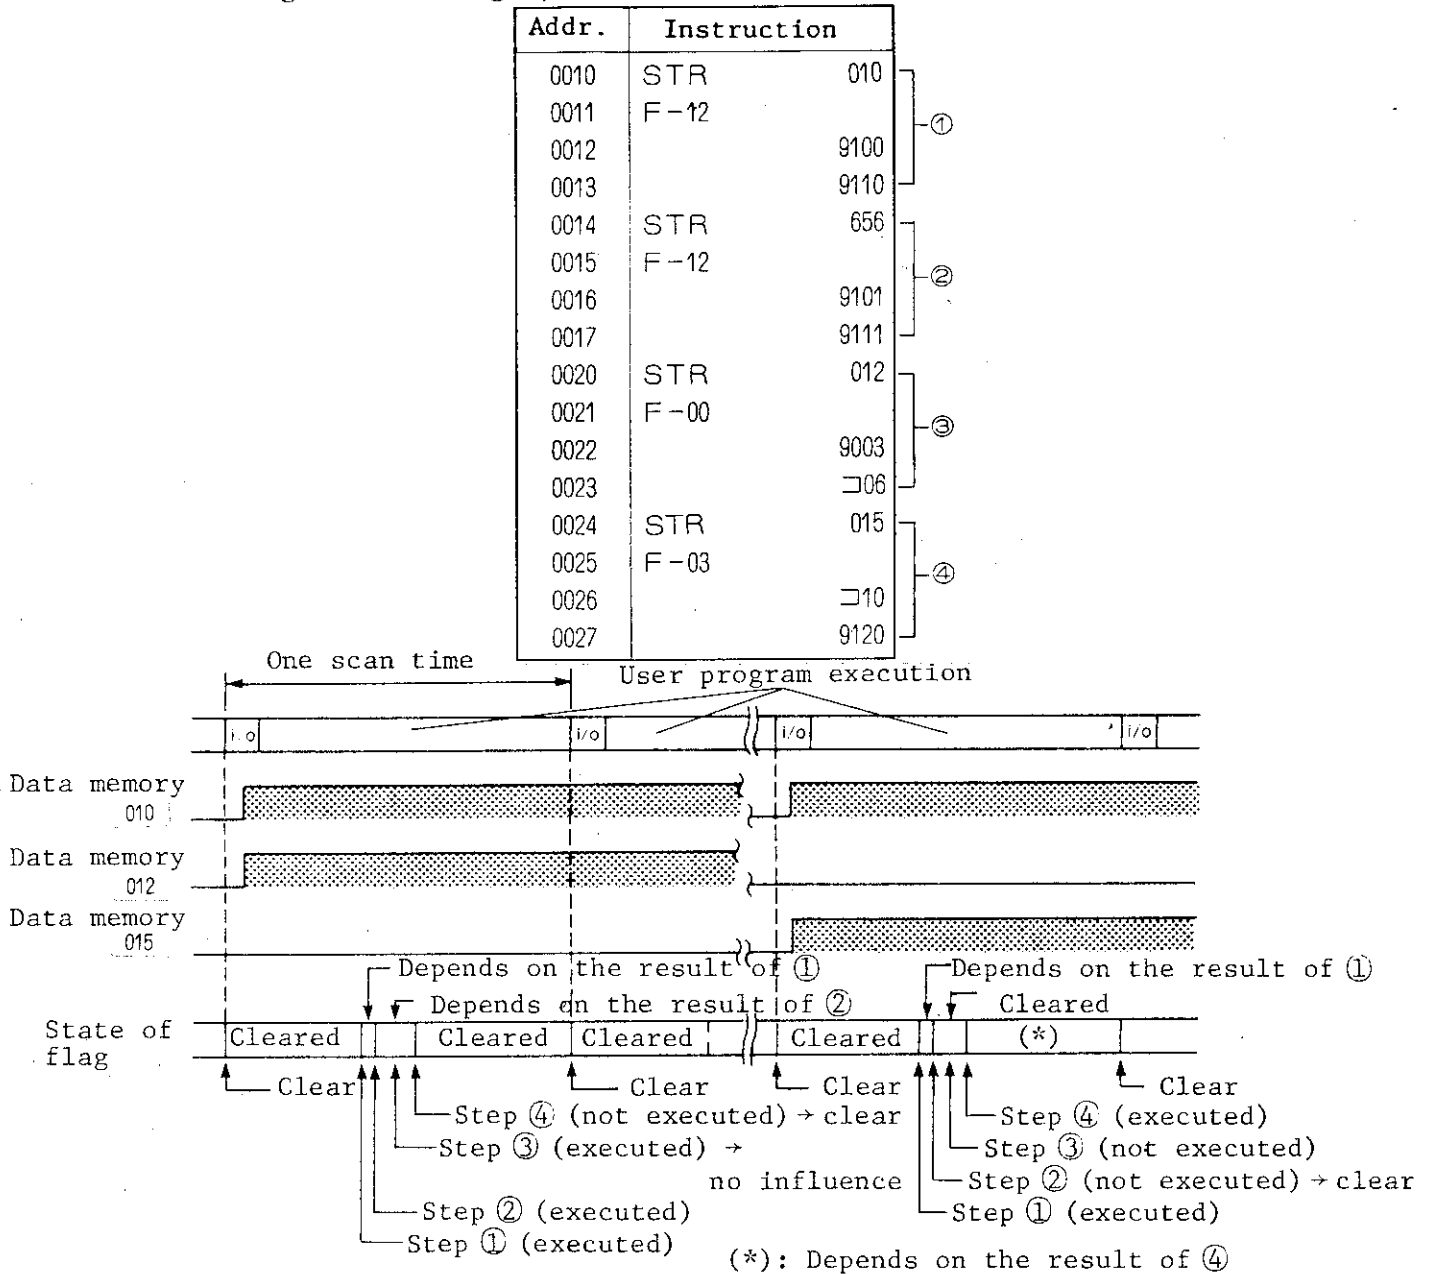 Addr. Instruction
0010 STR 010
0011 F-12
①
0012 9100
0013 9110
0014 STR 656
0015 F-12
②
0016 9101
0017 9111
0020 STR 012
0021 F-00
③
0022 9003
0023 コ06
0024 STR 015
0025 F-03
④
0026 コ10
0027 9120
One scan time
User program execution
i/o i/o i/o i/o
Data memory
010
Data memory
012
Data memory
015
Depends on the result of ① Depends on the result of ①
Depends on the result of ② Cleared
State of flag Cleared Cleared Cleared Cleared (*)
Clear Clear Clear Clear
Step ④ (not executed) → clear Step ④ (executed)
Step ③ (executed) → Step ③ (not executed)
no influence Step ② (not executed) → clear
Step ② (executed) Step ① (executed)
Step ① (executed)
(*): Depends on the result of ④